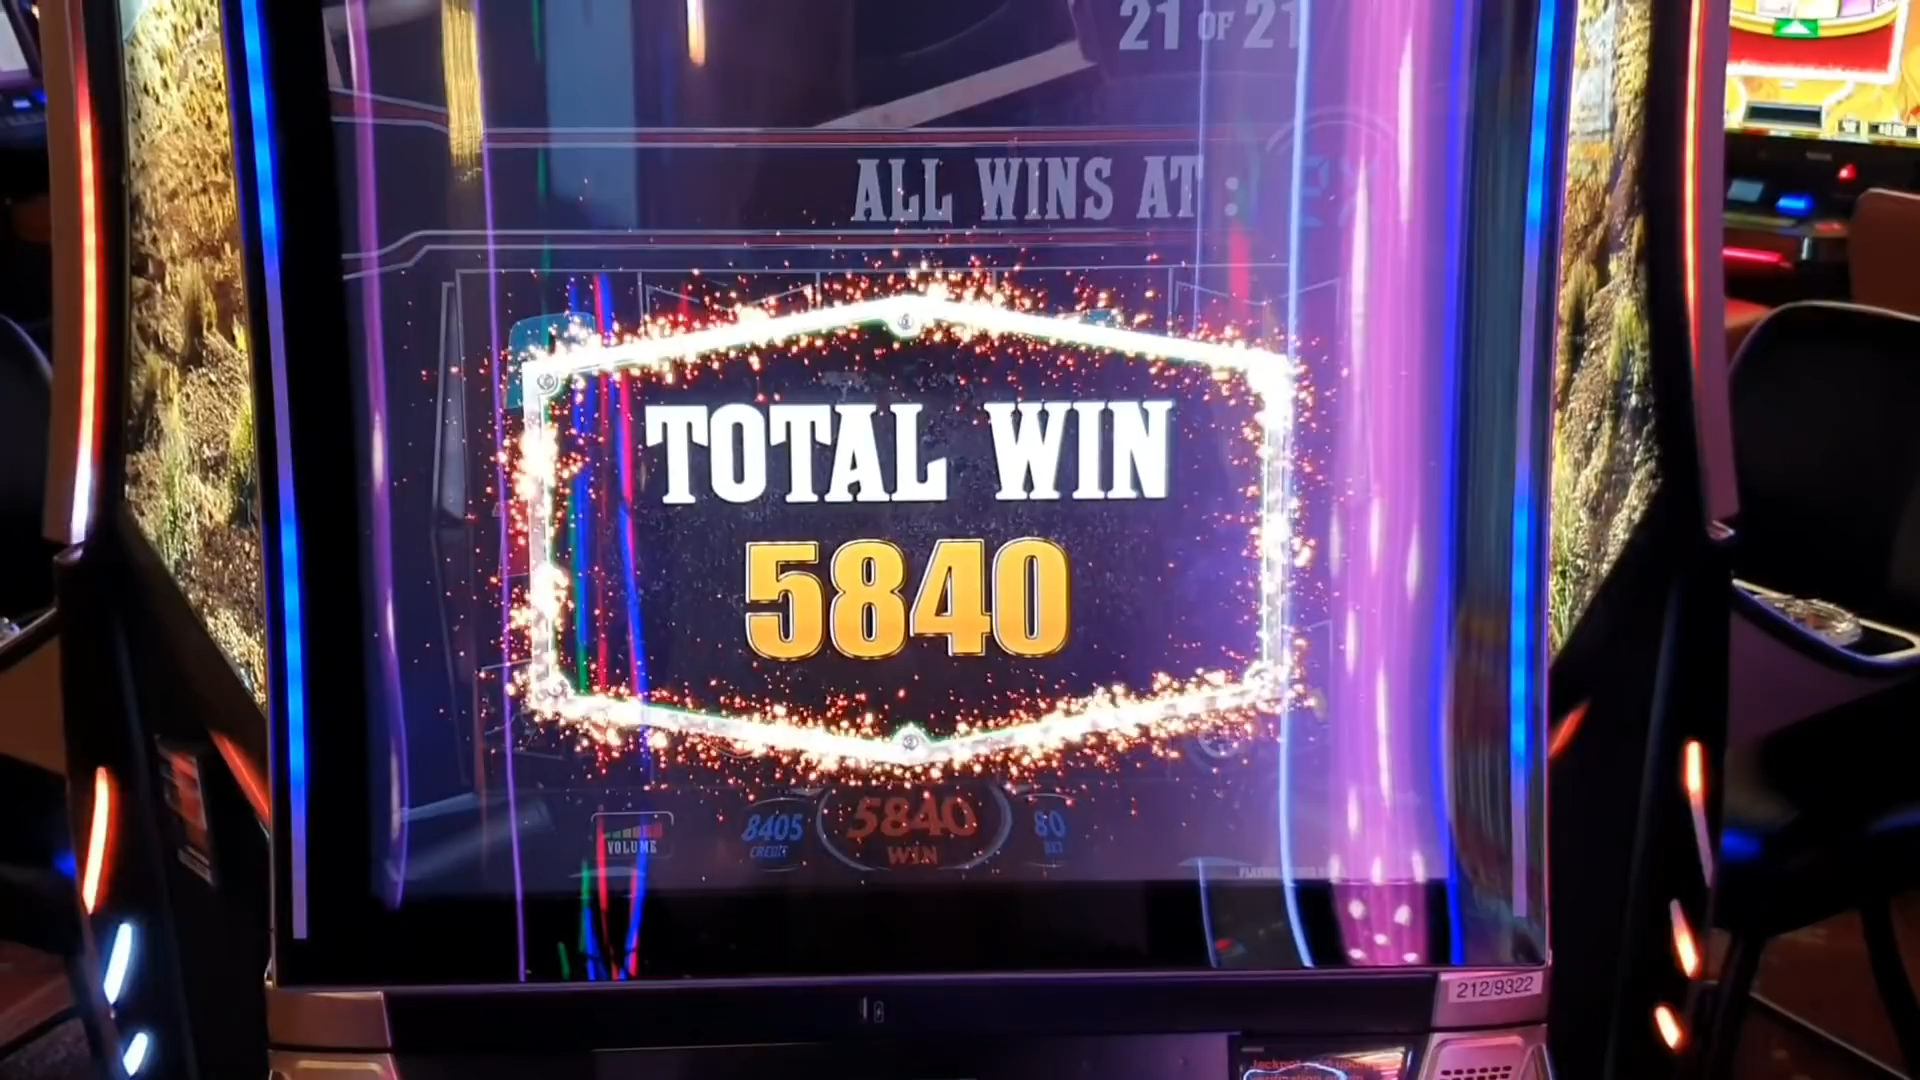 21 OF 21
ALL WINS AT :
TOTAL WIN
5840
VOLUME
8405
CREDIT
5840
WIN
80
BET
212/9322